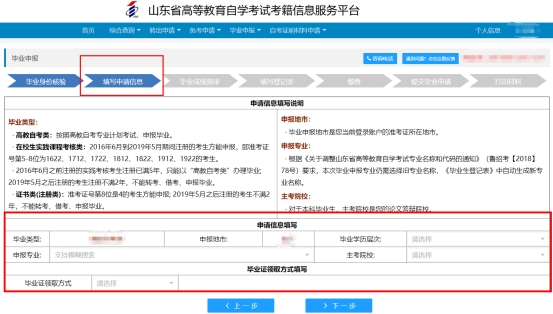 山东省高等教育自学考试考籍信息服务平台
首页 综合查询 转出申请 免考申请 毕业申报 自考证明材料申请 个人信息
毕业申报
毕业身份核验 填写申请信息 毕业成绩预审 填写登记表 缴费 提交毕业申请 打印材料
申请信息填写说明
毕业类型:
· 高教自考类：按照高教自考专业计划考试、申报毕业。
· 在校生实践课程考核类：2016年6月到2019年5月期间注册的考生方能申报，即准考证
号第5-8为1622、1712、1722、1812、1822、1912、1922的考生。
· 2016年6月之前注册的实践考核考生注册已满5年，只能以“高教自考类”办理毕业；
2019年5月之后的考生注册不满2年，不能转考、借考、申报毕业。
· 证书类(注册类)：准考证号第8位是4的考生方能申报；2019年5月之后的考生不满2
年，不能转考、借考、申报毕业。
申报地市：
· 毕业申报地市是您当前登录账户的准考证所在地市。
申报专业：
· 根据《关于调整山东省高等教育自学考试专业名称和代码的通知》(鲁招考【2018】
78号）要求，本次毕业申报专业仍需选择旧专业名称，《毕业生登记表》中自动生成新专
业名称。
主考院校：
· 对于本科毕业生，主考院校是您的论文答辩院校。
申请信息填写
毕业类型: 申报地市: 毕业学历层次: 请选择
申报专业: 支持模糊搜索 主考院校: 请选择
毕业证领取方式填写
毕业证领取方式 请选择
上一步 下一步